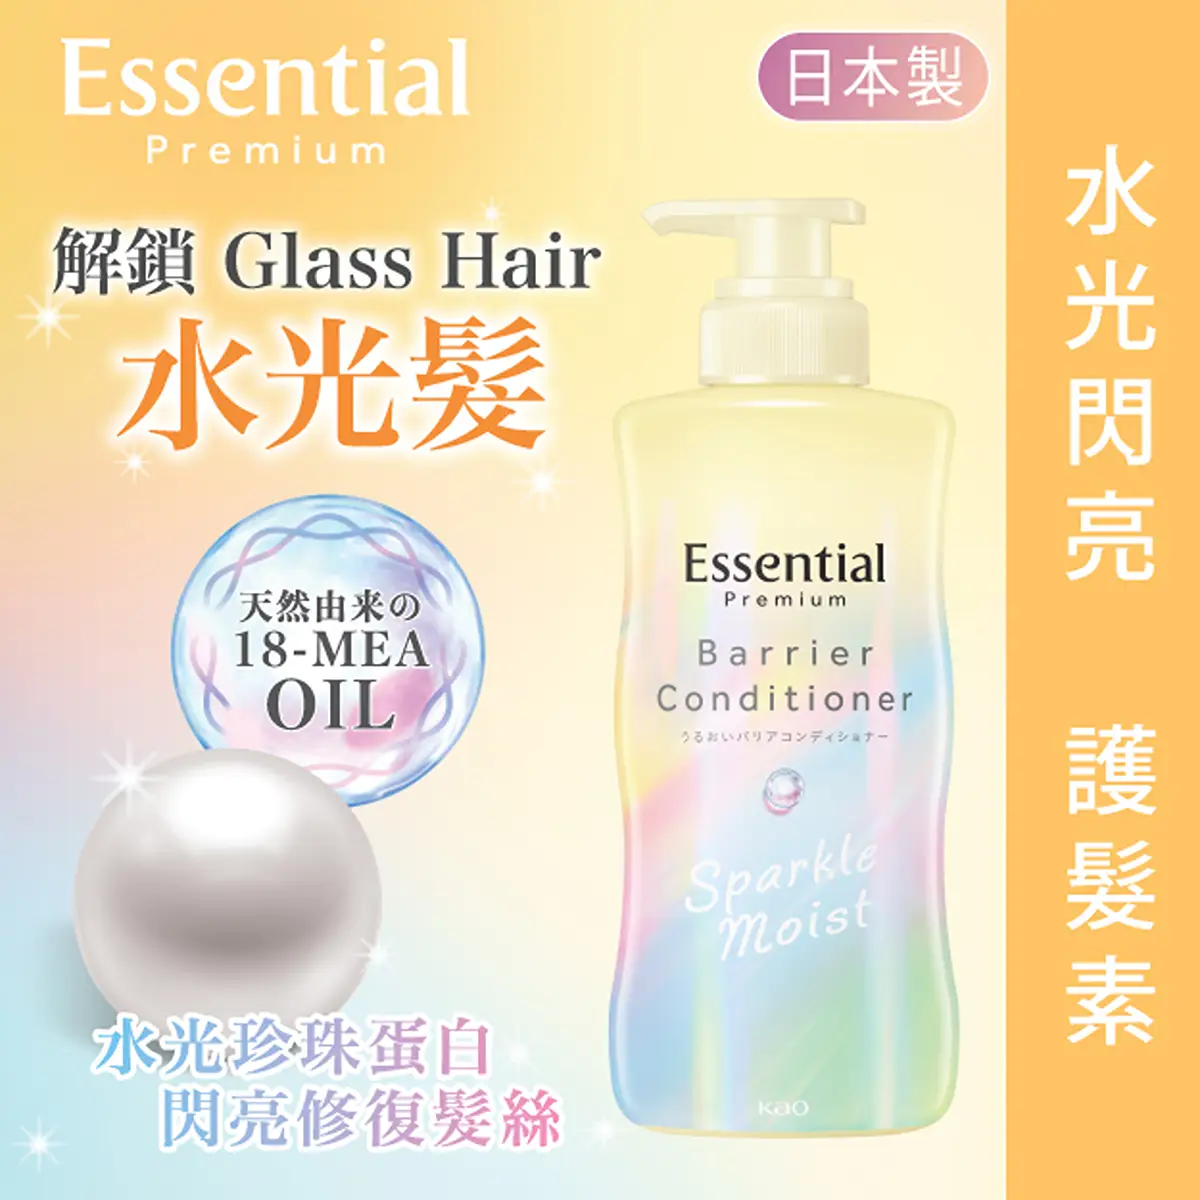 Essential
Premium
日本製
解鎖 Glass Hair
水光髮
天然由来の
18-MEA
OIL
水光珍珠蛋白
閃亮修復髮絲
Essential
Premium
Barrier
Conditioner
うるおいバリアコンディショナー
Sparkle
Moist
Kao
水光閃亮 護髮素